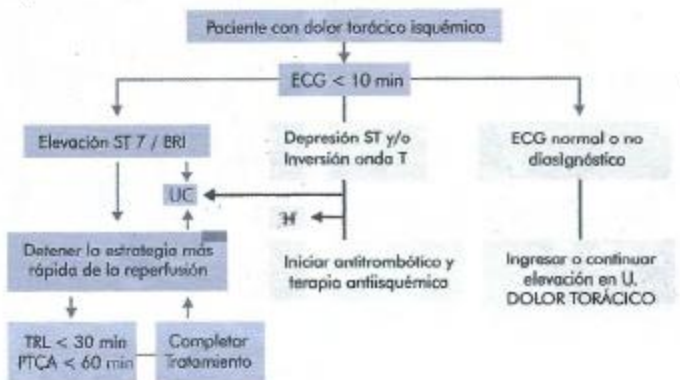 Paciente con dolor torácico isquémico
ECG < 10 min
Elevación ST 7 / BRI
Depresión ST y/o
Inversión onda T
ECG normal o no
diasignóstico
UC
H
Detener la estrategia más
rápida de la reperfusión
Iniciar antitrombótico y
terapia antiisquémica
Ingresar o continuar
elevación en U.
DOLOR TORÁCICO
TRL < 30 min
PTCA < 60 min
Completar
Tratamiento